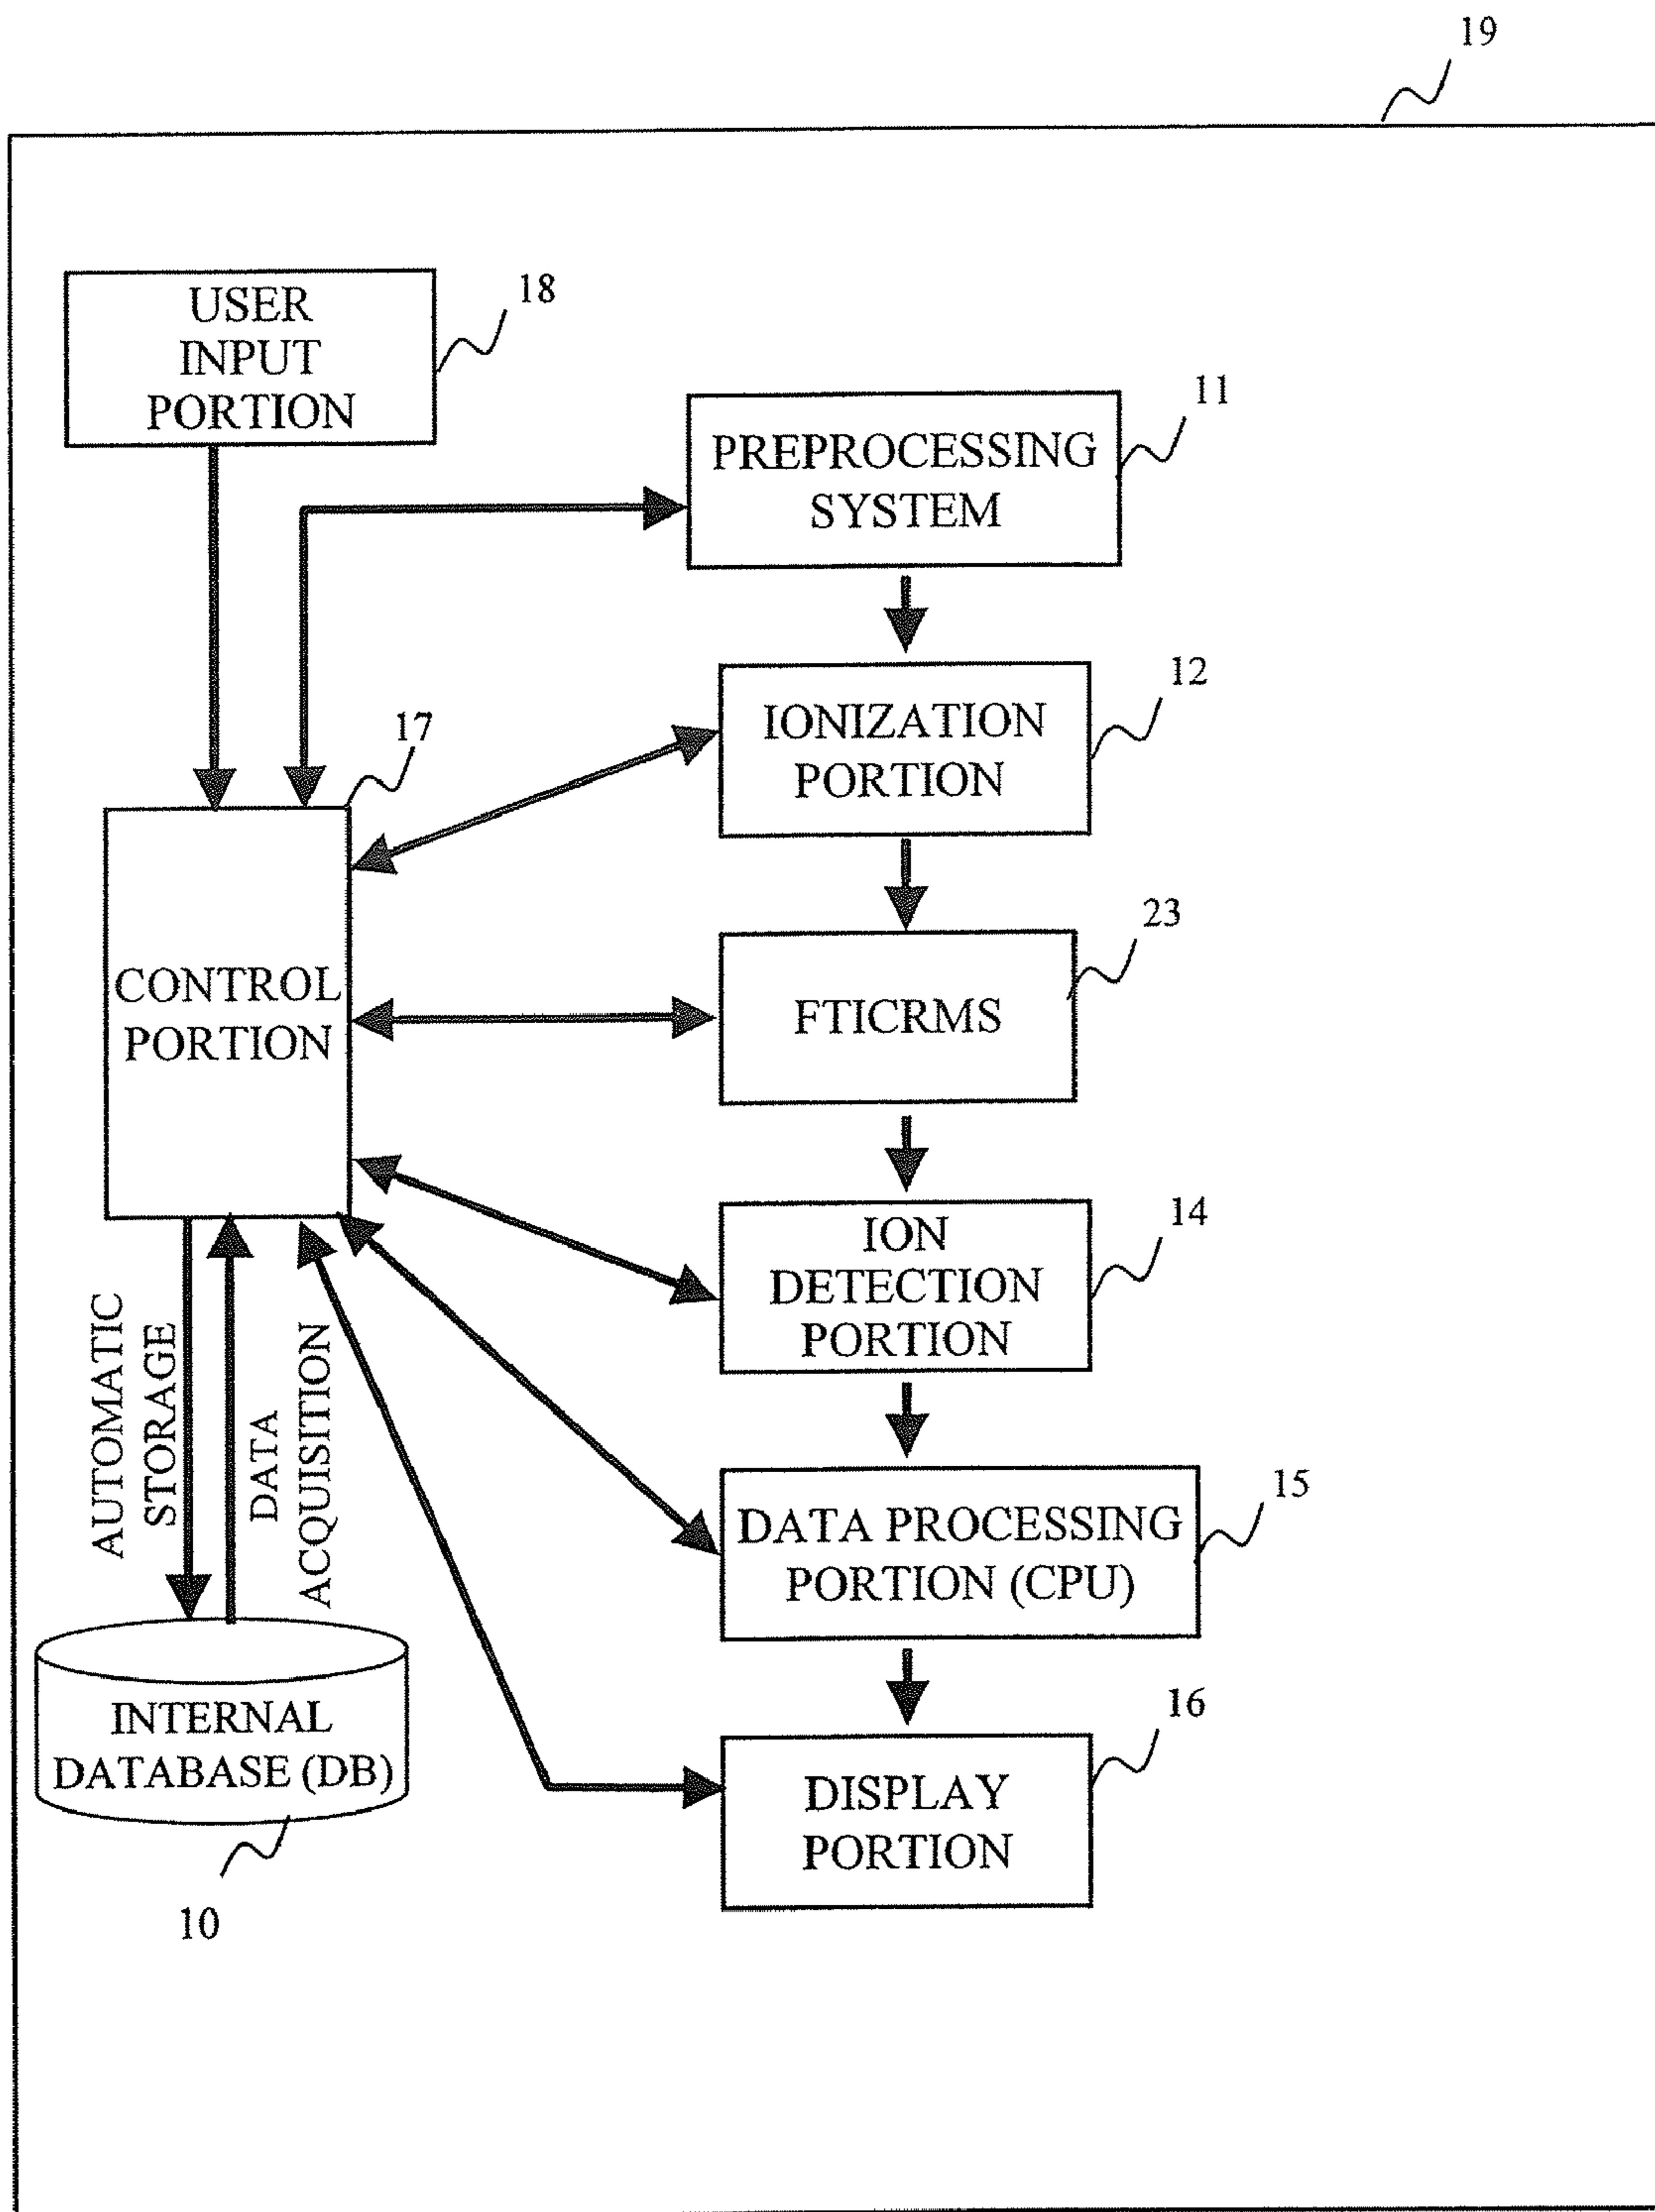 19
USER
INPUT
PORTION
18
PREPROCESSING
SYSTEM
11
IONIZATION
PORTION
12
17
CONTROL
PORTION
FTICRMS
23
ION
DETECTION
PORTION
14
AUTOMATIC
STORAGE
DATA
ACQUISITION
DATA PROCESSING
PORTION (CPU)
15
INTERNAL
DATABASE (DB)
10
DISPLAY
PORTION
16